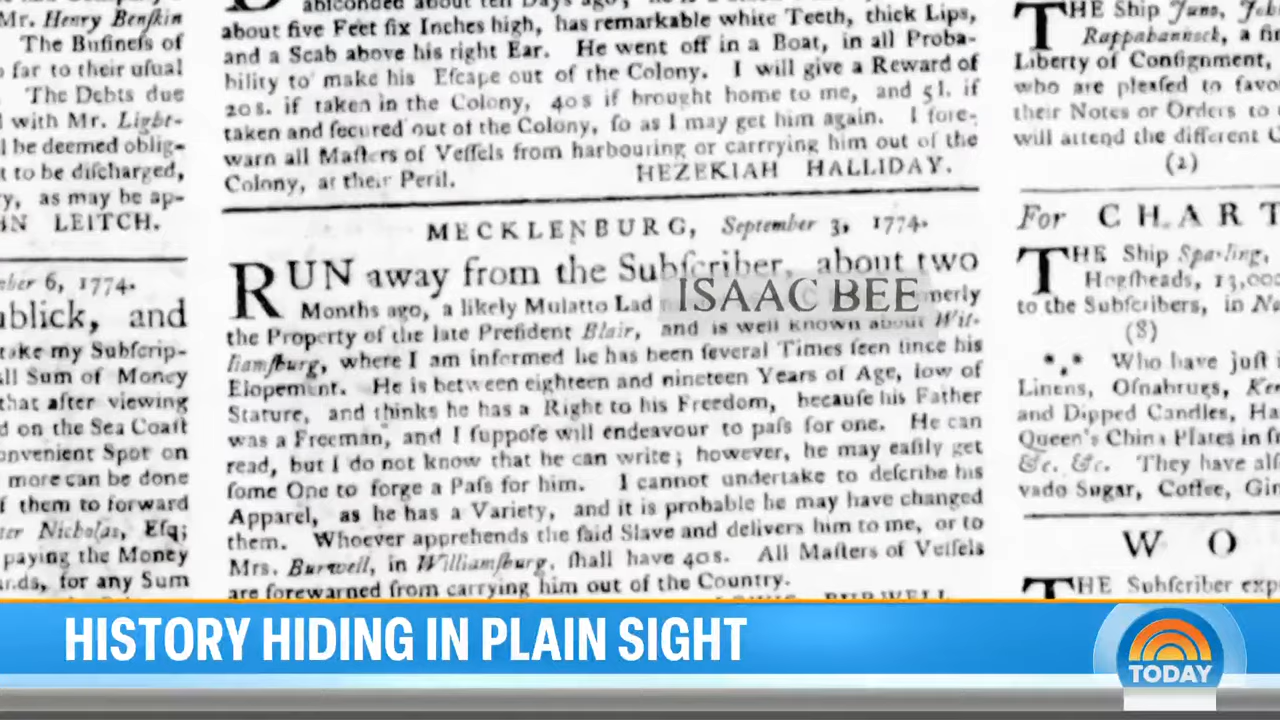 Mr. Henry Benſkin
The Buſineſs of
far to their uſual
The Debts due
with Mr. Light-
be deemed oblig-
t to be diſcharged,
as may be ap-
LEITCH.
6, 1774.
ublick, and
take my Subſcrip-
ll Sum of Money
that after viewing
d on the Sea Coaſt
onvenient Spot on
more can be done
f them to forward
Nicholas, Eſq;
paying the Money
for any Sum
abſconded about ten Days ago,
about five Feet ſix Inches high, has remarkable white Teeth, thick Lips,
and a Scab above his right Ear. He went off in a Boat, in all Proba-
bility to make his Eſcape out of the Colony. I will give a Reward of
20 s. if taken in the Colony, 40 s if brought home to me, and 5 l. if
taken and ſecured out of the Colony, ſo as I may get him again. I fore-
warn all Maſters of Veſſels from harbouring or carrrying him out of the
Colony, at their Peril. HEZEKIAH HALLIDAY.
MECKLENBURG, September 3, 1774.
RUN away from the Subſcriber, about two
Months ago, a likely Mulatto Lad ISAAC BEE merly
the Property of the late Preſident Blair, and is well known about Wil-
liamſburg, where I am informed he has been ſeveral Times ſeen ſince his
Elopement. He is between eighteen and nineteen Years of Age, low of
Stature, and thinks he has a Right to his Freedom, becauſe his Father
was a Freeman, and I ſuppoſe will endeavour to paſs for one. He can
read, but I do not know that he can write; however, he may eaſily get
ſome One to forge a Paſs for him. I cannot undertake to deſcribe his
Apparel, as he has a Variety, and it is probable he may have changed
them. Whoever apprehends the ſaid Slave and delivers him to me, or to
Mrs. Burwell, in Williamſburg, ſhall have 40 s. All Maſters of Veſſels
are forewarned from carrying him out of the Country.
THE Ship Juno,
Rappahannock, a
Liberty of Conſignment,
who are pleaſed to favo
their Notes or Orders to
will attend the different
(2)
For CHART
THE Ship
Hogſheads, 13,000
to the Subſcribers, in
(8)
*** Who have juſt i
Linens, Oſnabrugs,
and Dipped Candles, Ha
Queen's China Plates in
&c. &c. They have alſ
vado Sugar, Coffee, Gin
WO
THE Subſcriber exp
HISTORY HIDING IN PLAIN SIGHT
TODAY